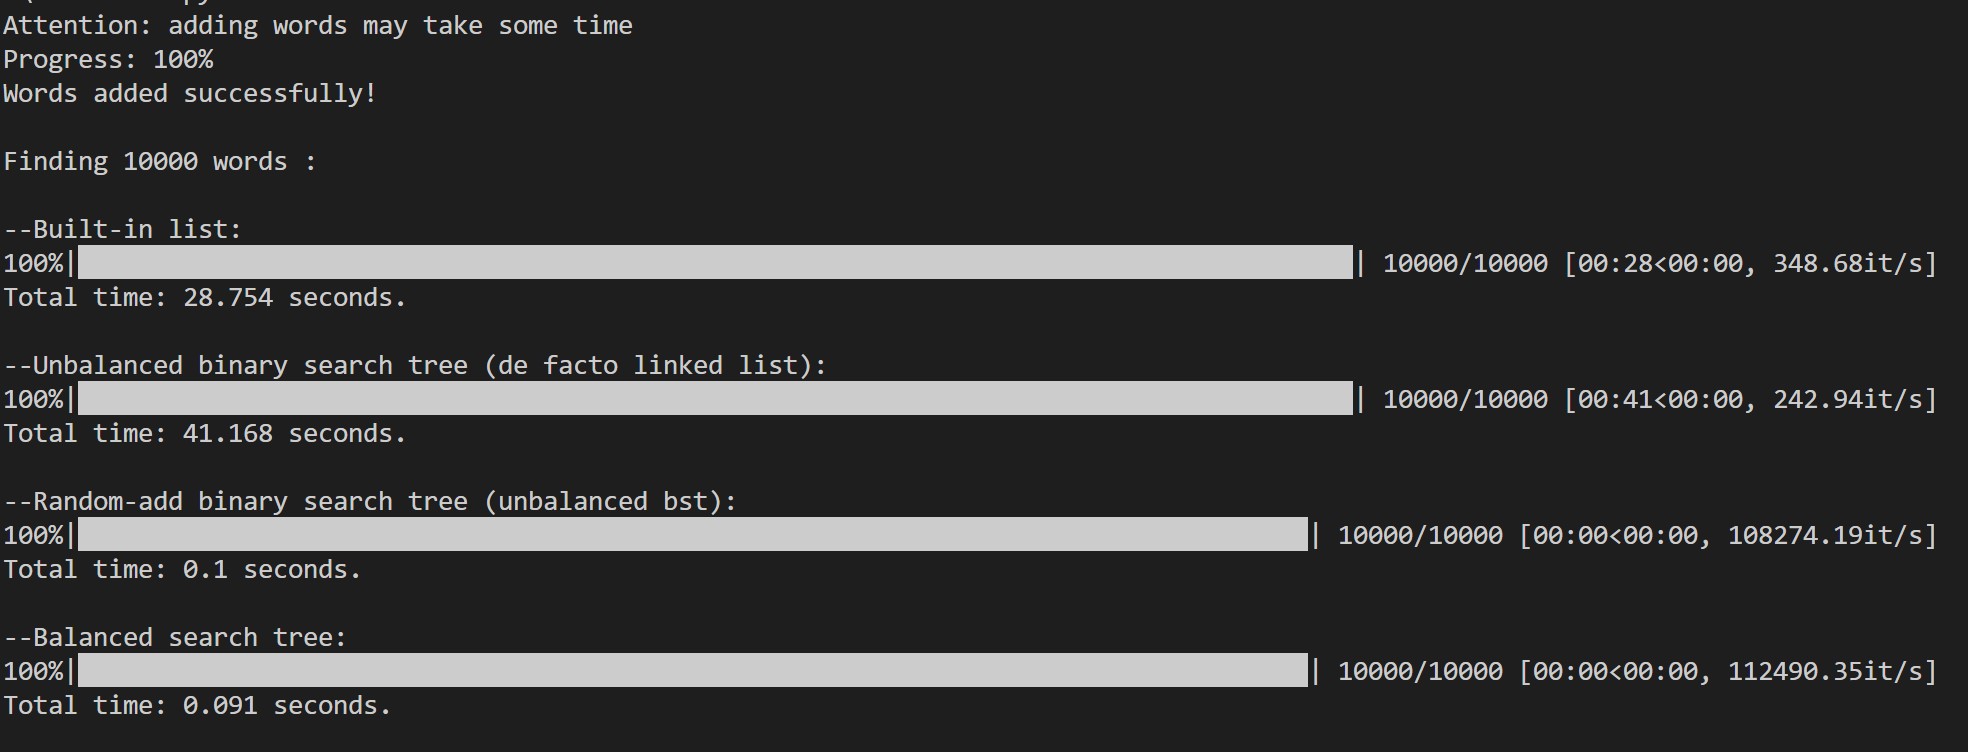 Attention: adding words may take some time
Progress: 100%
Words added successfully!
Finding 10000 words :
--Built-in list:
100%| | 10000/10000 [00:28<00:00, 348.68it/s]
Total time: 28.754 seconds.
--Unbalanced binary search tree (de facto linked list):
100%| | 10000/10000 [00:41<00:00, 242.94it/s]
Total time: 41.168 seconds.
--Random-add binary search tree (unbalanced bst):
100%| | 10000/10000 [00:00<00:00, 108274.19it/s]
Total time: 0.1 seconds.
--Balanced search tree:
100%| | 10000/10000 [00:00<00:00, 112490.35it/s]
Total time: 0.091 seconds.